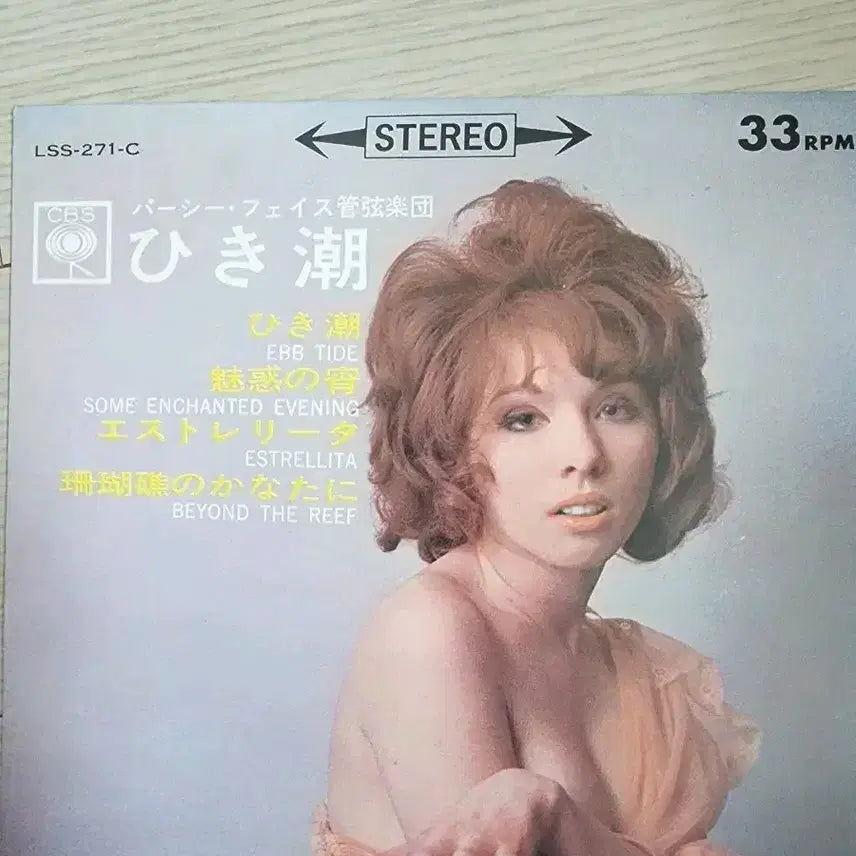 LSS-271-C
STEREO
33RPM
CBS
パーシー・フェイス管弦楽団
ひき潮
ひき潮
EBB TIDE
魅惑の宵
SOME ENCHANTED EVENING
エストレリータ
ESTRELLITA
珊瑚礁のかなたに
BEYOND THE REEF